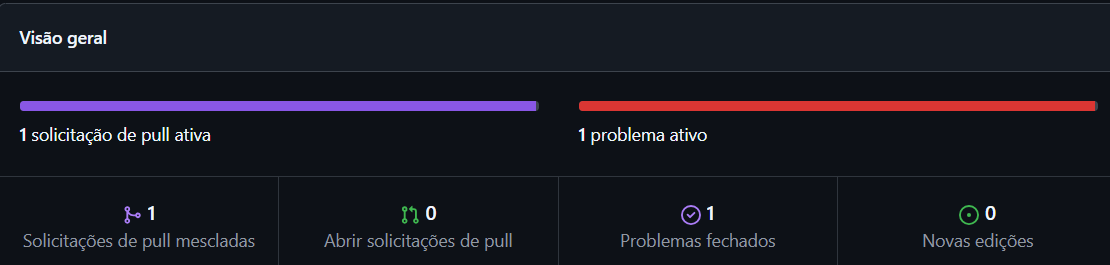 Visão geral
1 solicitação de pull ativa
1 problema ativo
1
Solicitações de pull mescladas
0
Abrir solicitações de pull
1
Problemas fechados
0
Novas edições